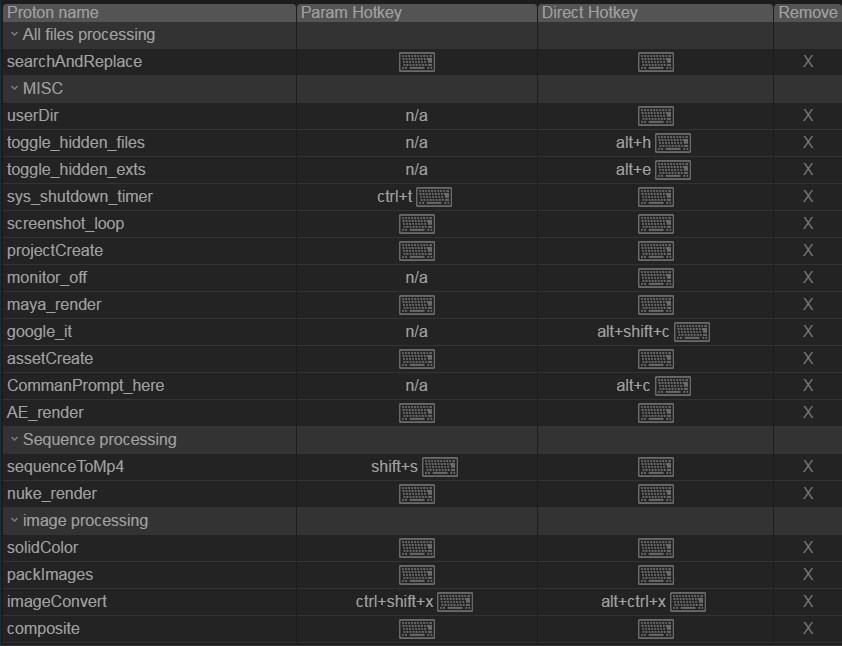 Proton name Param Hotkey Direct Hotkey Remove
All files processing
searchAndReplace X
MISC
userDir n/a X
toggle_hidden_files n/a alt+h X
toggle_hidden_exts n/a alt+e X
sys_shutdown_timer ctrl+t X
screenshot_loop X
projectCreate X
monitor_off n/a X
maya_render X
google_it n/a alt+shift+c X
assetCreate X
CommanPrompt_here n/a alt+c X
AE_render X
Sequence processing
sequenceToMp4 shift+s X
nuke_render X
image processing
solidColor X
packImages X
imageConvert ctrl+shift+x alt+ctrl+x X
composite X